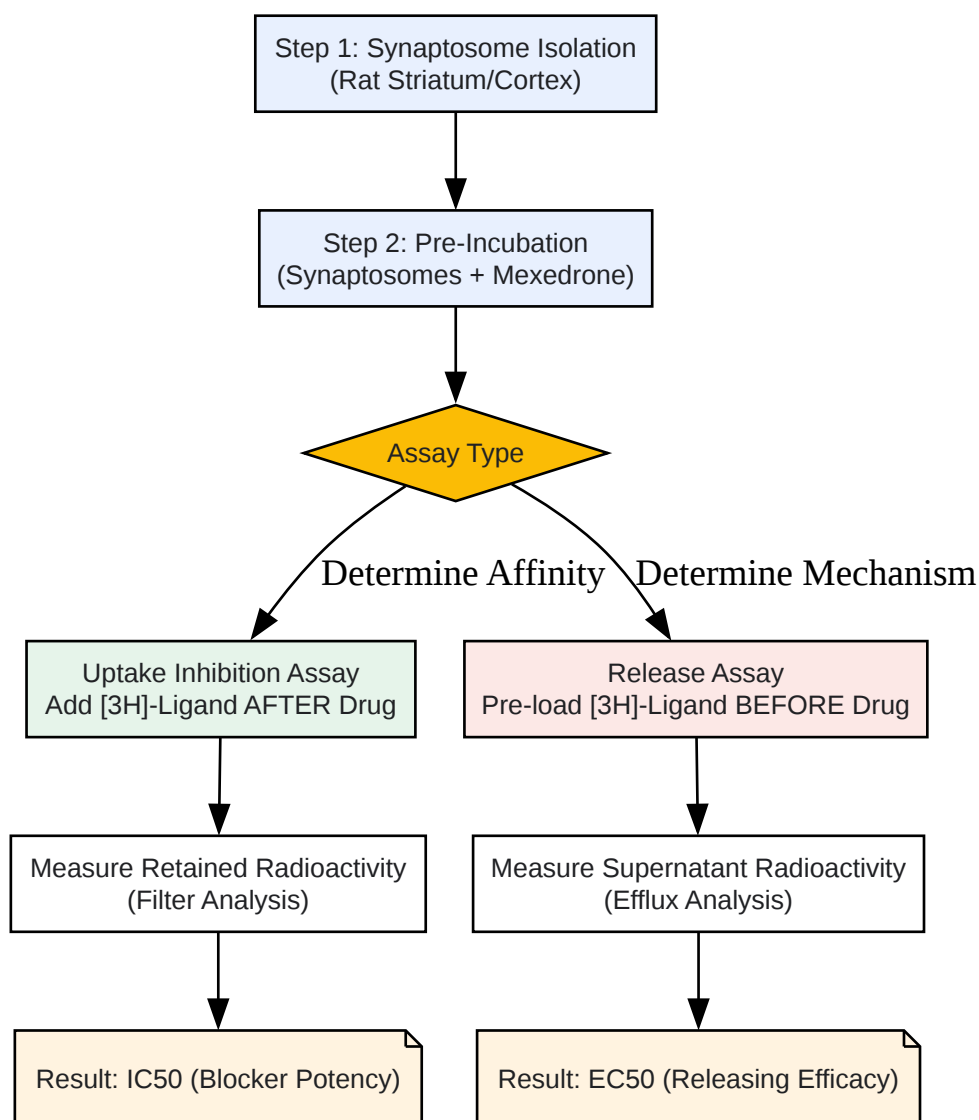 Step 1: Synaptosome Isolation
(Rat Striatum/Cortex)
Step 2: Pre-Incubation
(Synaptosomes + Mexedrone)
Assay Type
Determine Affinity
Determine Mechanism
Uptake Inhibition Assay
Add [3H]-Ligand AFTER Drug
Release Assay
Pre-load [3H]-Ligand BEFORE Drug
Measure Retained Radioactivity
(Filter Analysis)
Measure Supernatant Radioactivity
(Efflux Analysis)
Result: IC50 (Blocker Potency)
Result: EC50 (Releasing Efficacy)